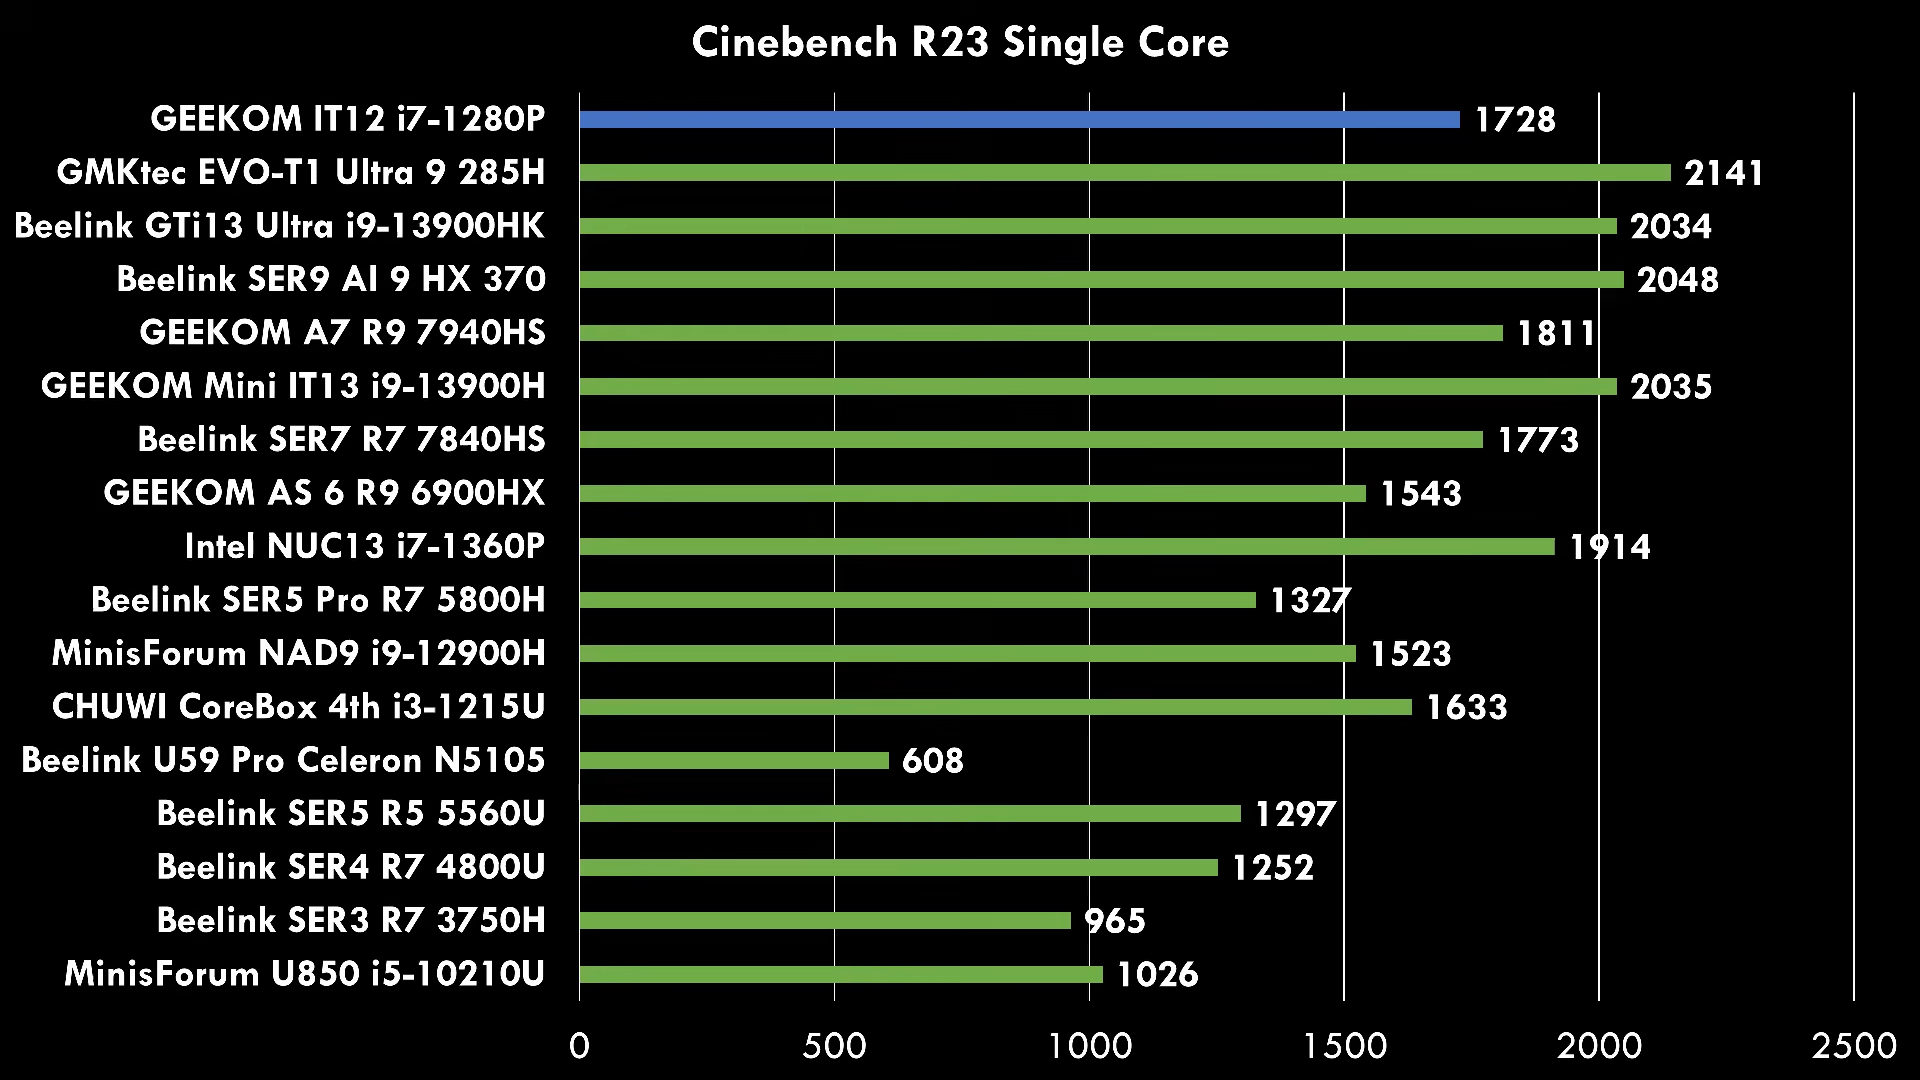 Cinebench R23 Single Core
GEEKOM IT12 i7-1280P 1728
GMKtec EVO-T1 Ultra 9 285H 2141
Beelink GTi13 Ultra i9-13900HK 2034
Beelink SER9 AI 9 HX 370 2048
GEEKOM A7 R9 7940HS 1811
GEEKOM Mini IT13 i9-13900H 2035
Beelink SER7 R7 7840HS 1773
GEEKOM AS 6 R9 6900HX 1543
Intel NUC13 i7-1360P 1914
Beelink SER5 Pro R7 5800H 1327
MinisForum NAD9 i9-12900H 1523
CHUWI CoreBox 4th i3-1215U 1633
Beelink U59 Pro Celeron N5105 608
Beelink SER5 R5 5560U 1297
Beelink SER4 R7 4800U 1252
Beelink SER3 R7 3750H 965
MinisForum U850 i5-10210U 1026
0 500 1000 1500 2000 2500